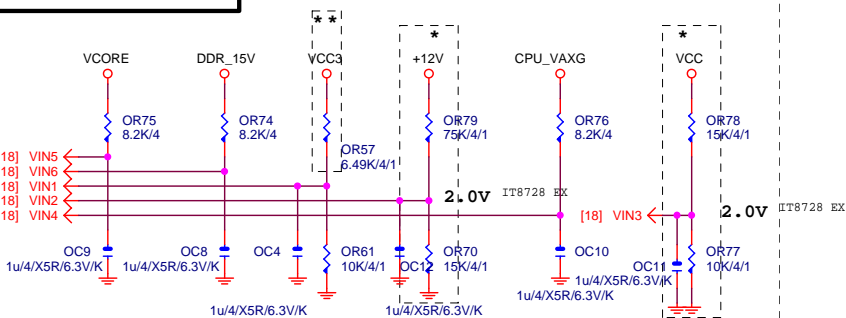 **
*
*
VCORE
DDR_15V
VCC3
+12V
CPU_VAXG
VCC
OR75
8.2K/4
OR74
8.2K/4
OR57
6.49K/4/1
OR79
75K/4/1
OR76
8.2K/4
OR78
15K/4/1
18] VIN5
18] VIN6
18] VIN1
18] VIN2
18] VIN4
2.0V IT8728 EX
[18] VIN3
2.0V IT8728 EX
OC9
1u/4/X5R/6.3V/K
OC8
1u/4/X5R/6.3V/K
OC4
1u/4/X5R/6.3V/K
OR61
10K/4/1
OC12
1u/4/X5R/6.3V/K
OR70
15K/4/1
OC10
1u/4/X5R/6.3V/K
OC11
1u/4/X5R/6.3V/K
OR77
10K/4/1